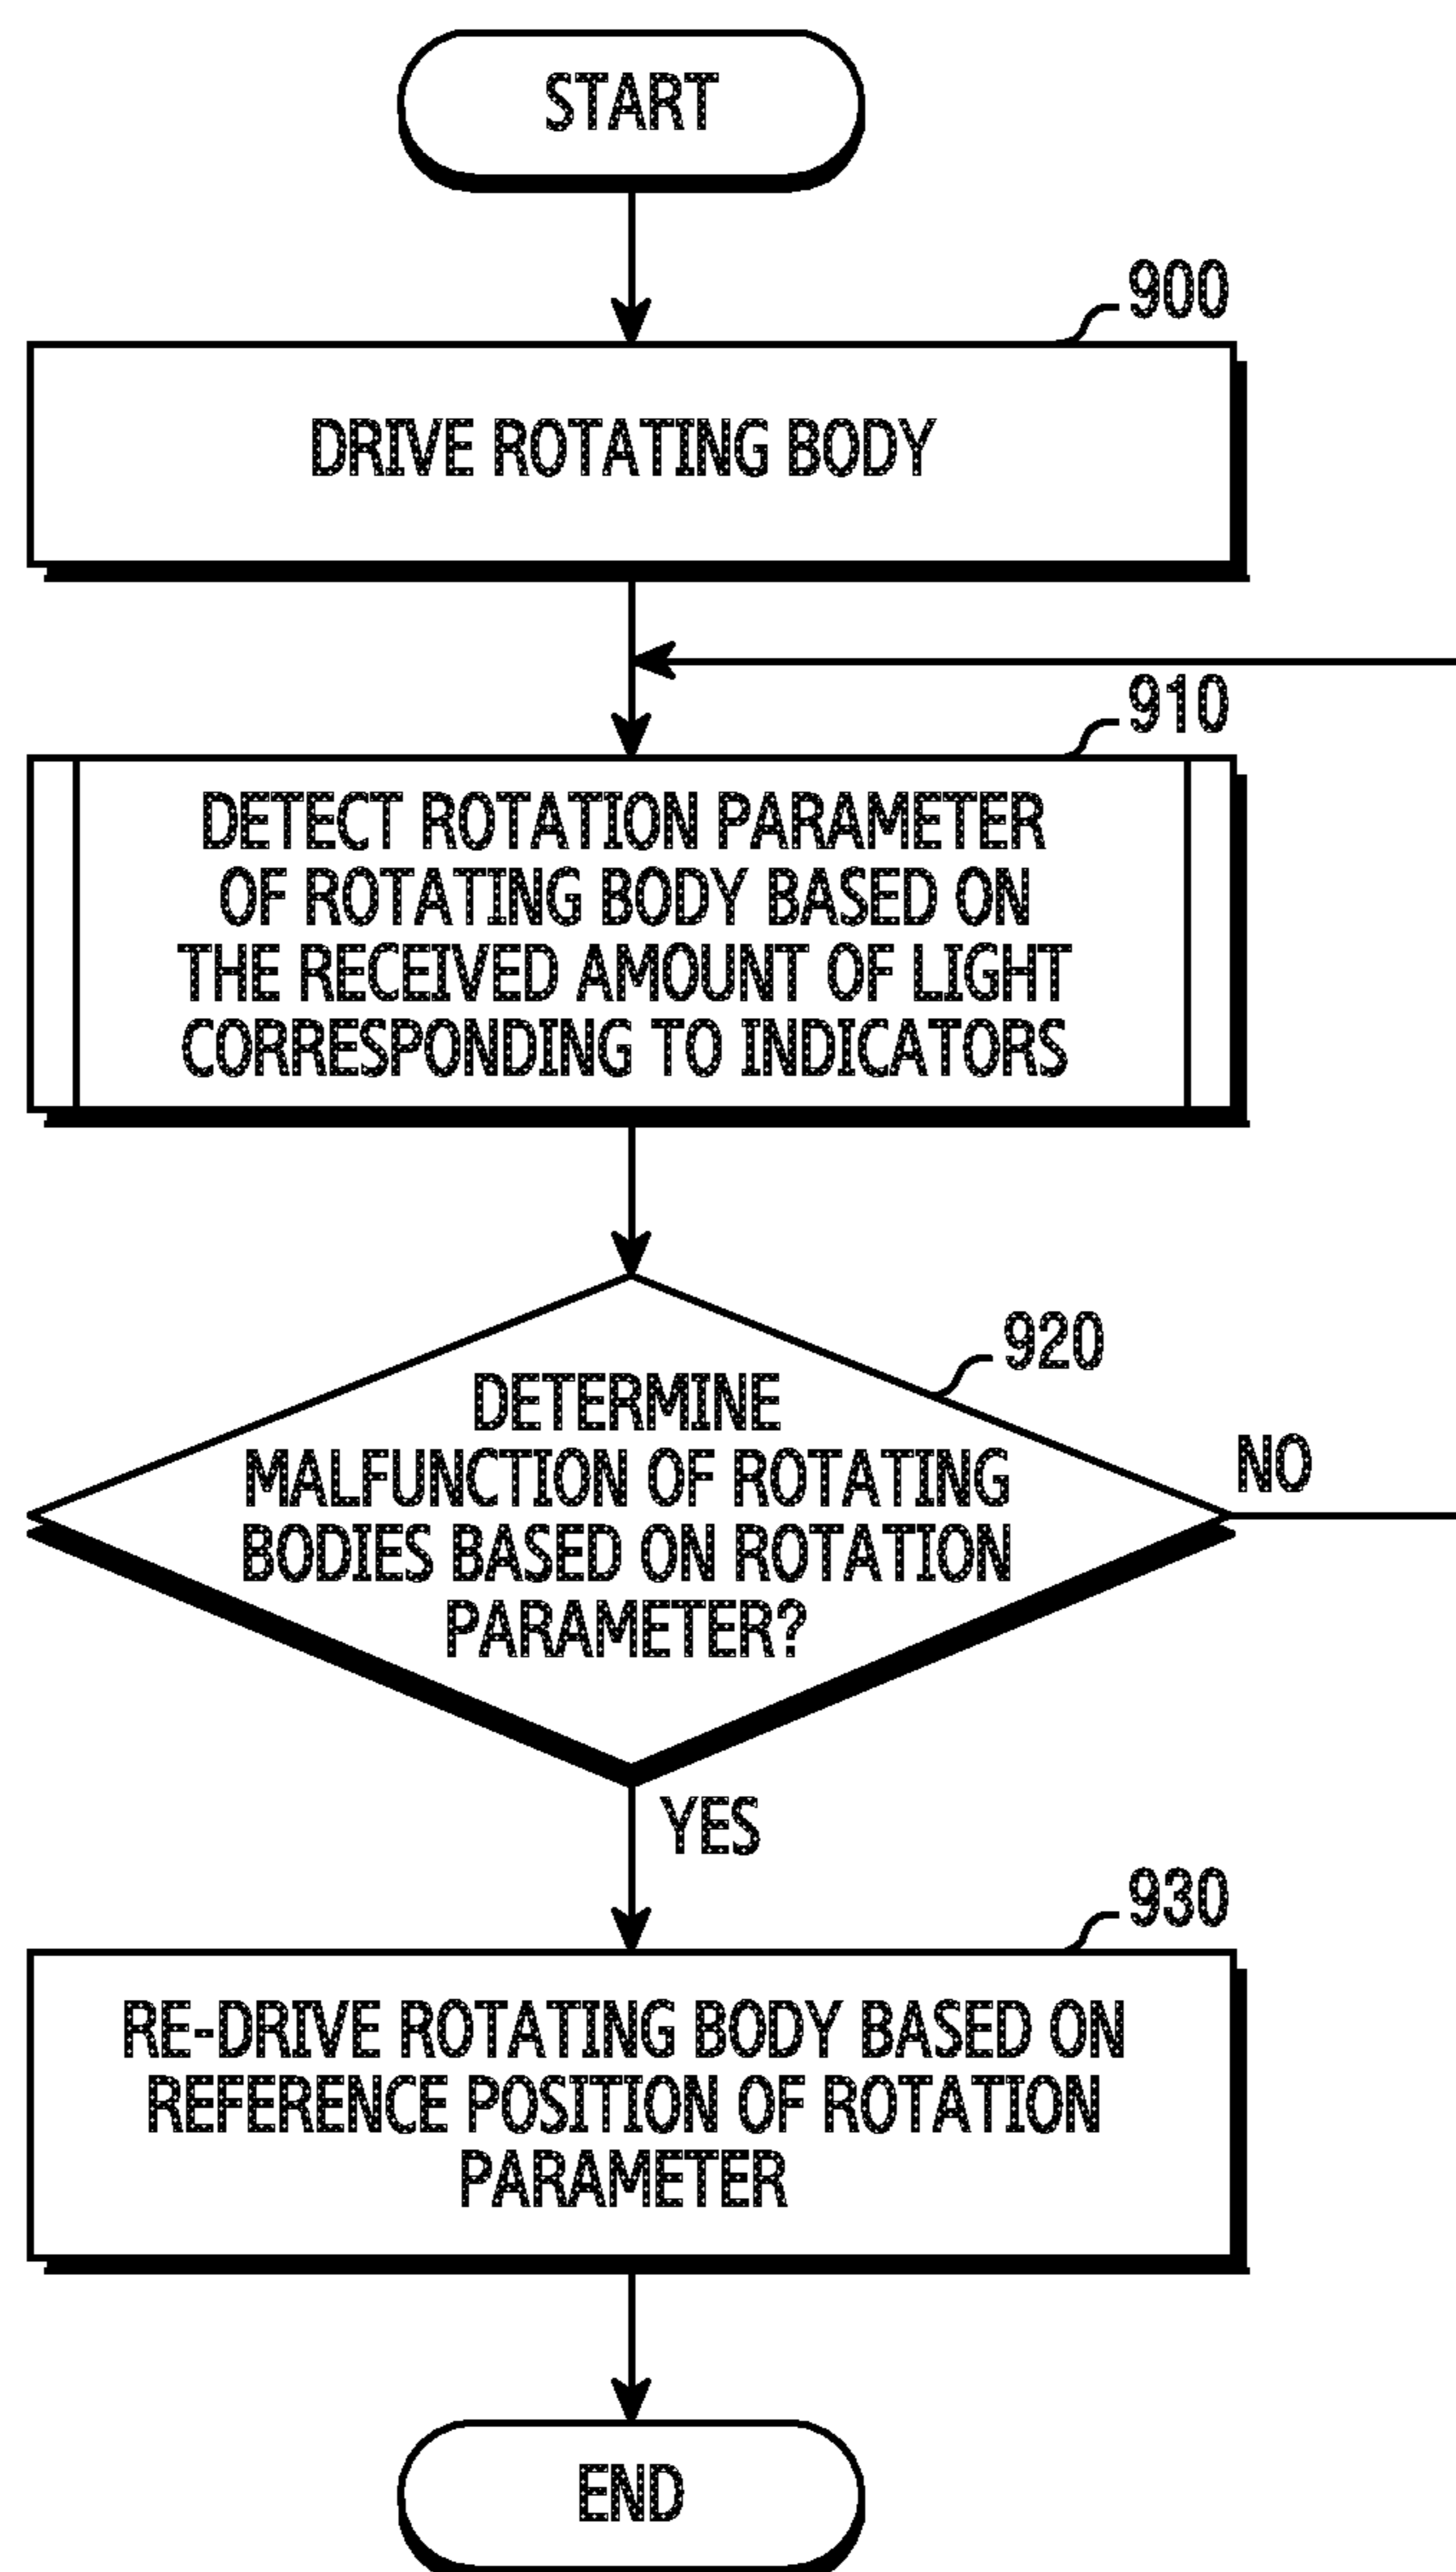 START
900
DRIVE ROTATING BODY
910
DETECT ROTATION PARAMETER
OF ROTATING BODY BASED ON
THE RECEIVED AMOUNT OF LIGHT
CORRESPONDING TO INDICATORS
920
DETERMINE
MALFUNCTION OF ROTATING
BODIES BASED ON ROTATION
PARAMETER?
NO
YES
930
RE-DRIVE ROTATING BODY BASED ON
REFERENCE POSITION OF ROTATION
PARAMETER
END